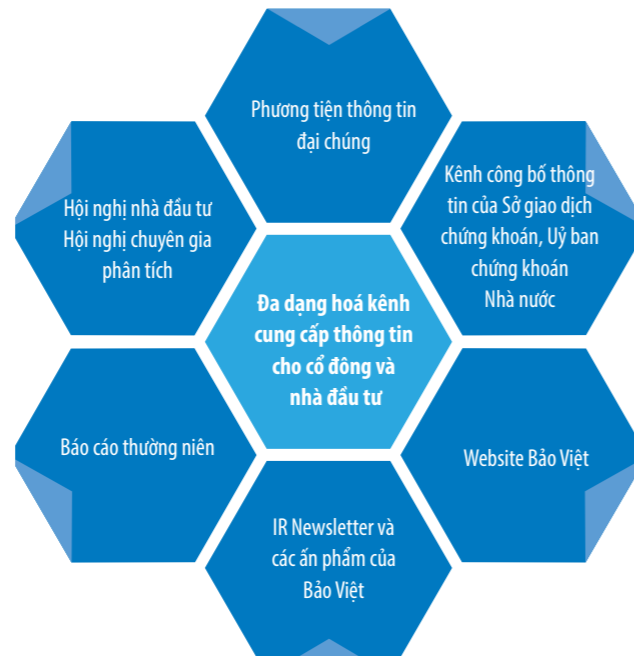 Phương tiện thông tin
đại chúng
Kênh công bố thông
tin của Sở giao dịch
chứng khoán, Uỷ ban
chứng khoán
Nhà nước
Hội nghị nhà đầu tư
Hội nghị chuyên gia
phân tích
Đa dạng hoá kênh
cung cấp thông tin
cho cổ đông và
nhà đầu tư
Báo cáo thường niên
Website Bảo Việt
IR Newsletter và
các ấn phẩm của
Bảo Việt